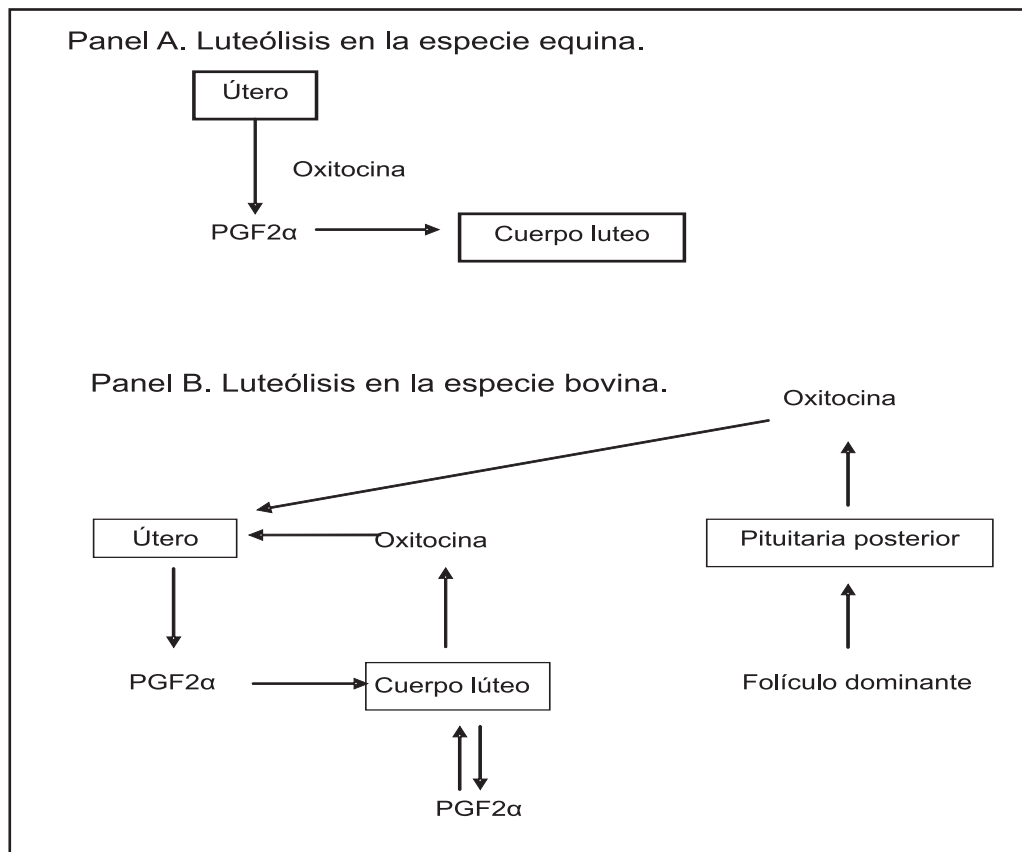 Panel A. Luteólisis en la especie equina.
Útero
Oxitocina
PGF2α
Cuerpo luteo
Panel B. Luteólisis en la especie bovina.
Oxitocina
Útero
Oxitocina
Pituitaria posterior
PGF2α
Cuerpo lúteo
Folículo dominante
PGF2α